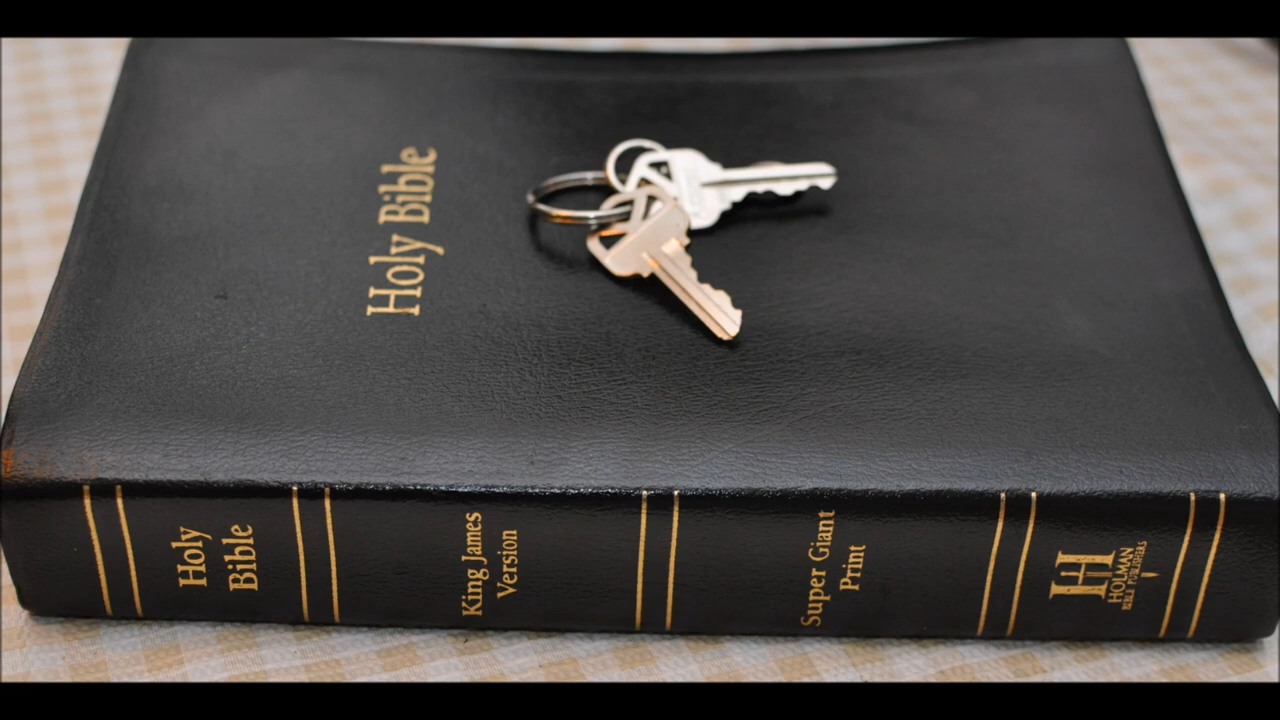 Holy Bible
Holy
Bible
King James
Version
Super Giant
Print
HOLMAN
BIBLE PUBLISHERS